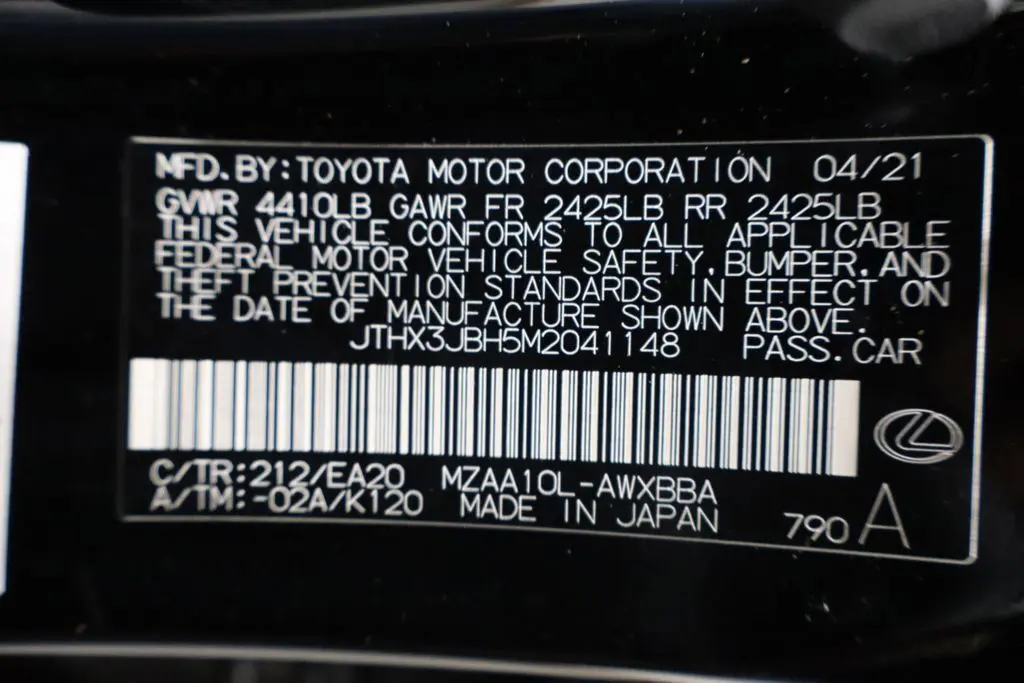 MFD.BY:TOYOTA MOTOR CORPORATION 04/21
GVWR 4410LB GAWR FR 2425LB RR 2425LB
THIS VEHICLE CONFORMS TO ALL APPLICABLE
FEDERAL MOTOR VEHICLE SAFETY,BUMPER,AND
THEFT PREVENTION STANDARDS IN EFFECT ON
THE DATE OF MANUFACTURE SHOWN ABOVE.
JTHX3JBH5M2041148 PASS.CAR
C/TR:212/EA20 MZAA10L-AWXBBA
A/TM:-02A/K120 MADE IN JAPAN 790 A